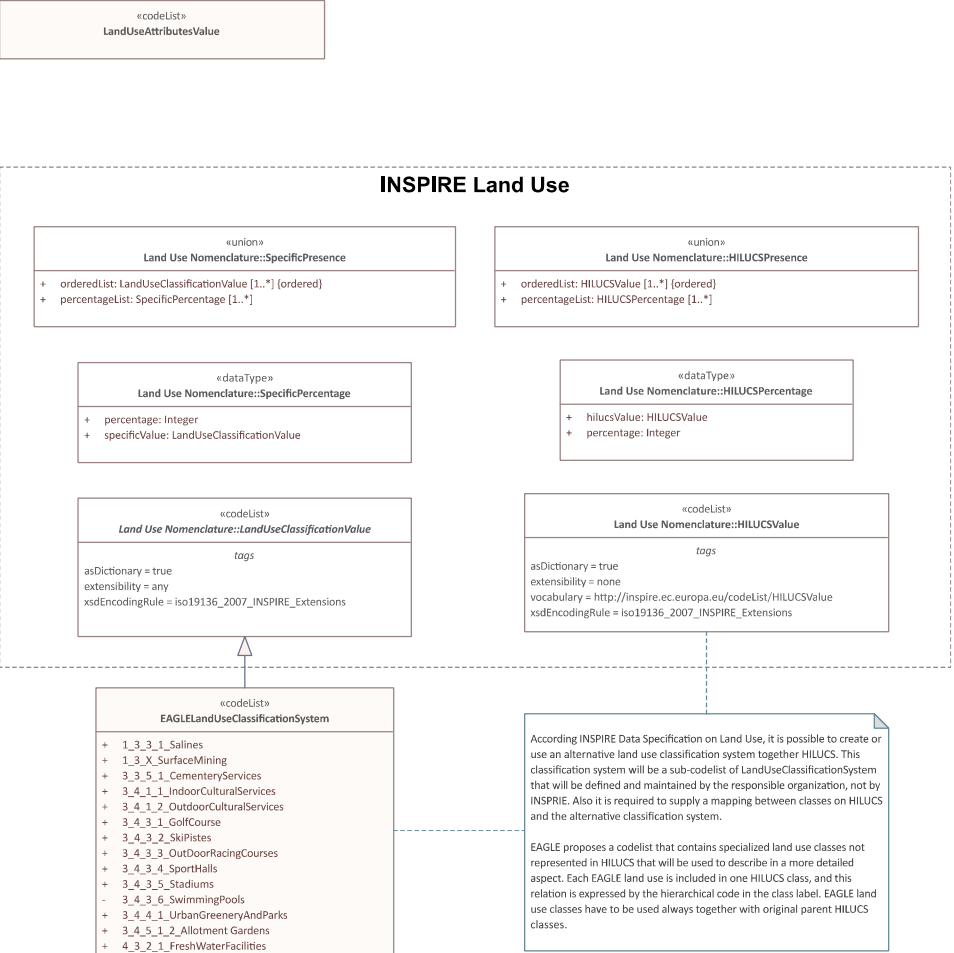 «codeList»
LandUseAttributesValue
INSPIRE Land Use
«union»
Land Use Nomenclature::SpecificPresence
+ orderedList: LandUseClassificationValue [1..*] {ordered}
+ percentageList: SpecificPercentage [1..*]
«union»
Land Use Nomenclature::HILUCSPresence
+ orderedList: HILUCSValue [1..*] {ordered}
+ percentageList: HILUCSPercentage [1..*]
«dataType»
Land Use Nomenclature::SpecificPercentage
+ percentage: Integer
+ specificValue: LandUseClassificationValue
«dataType»
Land Use Nomenclature::HILUCSPercentage
+ hilucsValue: HILUCSValue
+ percentage: Integer
«codeList»
Land Use Nomenclature::LandUseClassificationValue
tags
asDictionary = true
extensibility = any
xsdEncodingRule = iso19136_2007_INSPIRE_Extensions
«codeList»
Land Use Nomenclature::HILUCSValue
tags
asDictionary = true
extensibility = none
vocabulary = http://inspire.ec.europa.eu/codeList/HILUCSValue
xsdEncodingRule = iso19136_2007_INSPIRE_Extensions
«codeList»
EAGLELandUseClassificationSystem
+ 1_3_3_1_Salines
+ 1_3_X_SurfaceMining
+ 3_3_5_1_CementeryServices
+ 3_4_1_1_IndoorCulturalServices
+ 3_4_1_2_OutdoorCulturalServices
+ 3_4_3_1_GolfCourse
+ 3_4_3_2_SkiPistes
+ 3_4_3_3_OutDoorRacingCourses
+ 3_4_3_4_SportHalls
+ 3_4_3_5_Stadiums
- 3_4_3_6_SwimmingPools
+ 3_4_4_1_UrbanGreeneryAndParks
+ 3_4_5_1_2_Allotment Gardens
+ 4_3_2_1_FreshWaterFacilities
According INSPIRE Data Specification on Land Use, it is possible to create or
use an alternative land use classification system together HILUCS. This
classification system will be a sub-codelist of LandUseClassificationSystem
that will be defined and maintained by the responsible organization, not by
INSPRIE. Also it is required to supply a mapping between classes on HILUCS
and the alternative classification system.
EAGLE proposes a codelist that contains specialized land use classes not
represented in HILUCS that will be used to describe in a more detailed
aspect. Each EAGLE land use is included in one HILUCS class, and this
relation is expressed by the hierarchical code in the class label. EAGLE land
use classes have to be used always together with original parent HILUCS
classes.